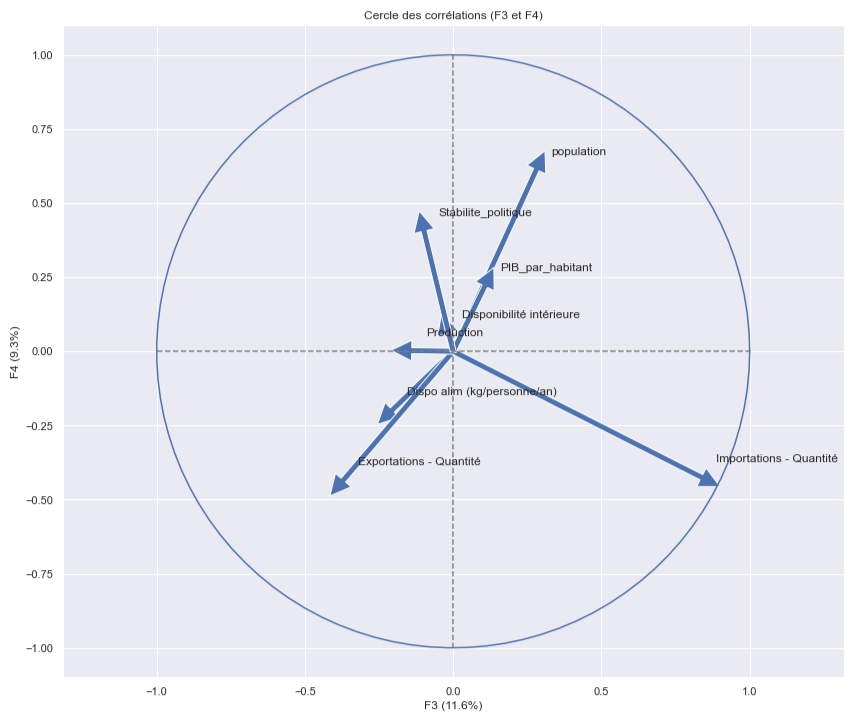 Cercle des corrélations (F3 et F4)
1.00
0.75
0.50
0.25
0.00
−0.25
−0.50
−0.75
−1.00
F4 (9.3%)
population
Stabilite_politique
PIB_par_habitant
Disponibilité intérieure
Production
Dispo alim (kg/personne/an)
Importations - Quantité
Exportations - Quantité
−1.0
−0.5
0.0
0.5
1.0
F3 (11.6%)